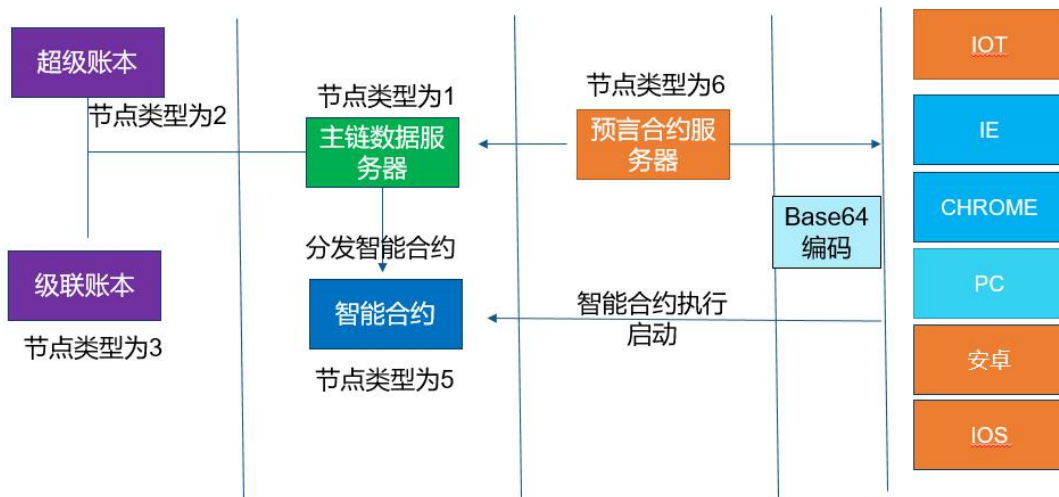 超级账本
节点类型为2
级联账本
节点类型为3
节点类型为1
主链数据服
务器
分发智能合约
智能合约
节点类型为5
节点类型为6
预言合约服
务器
智能合约执行
启动
Base64
编码
IOT
IE
CHROME
PC
安卓
IOS